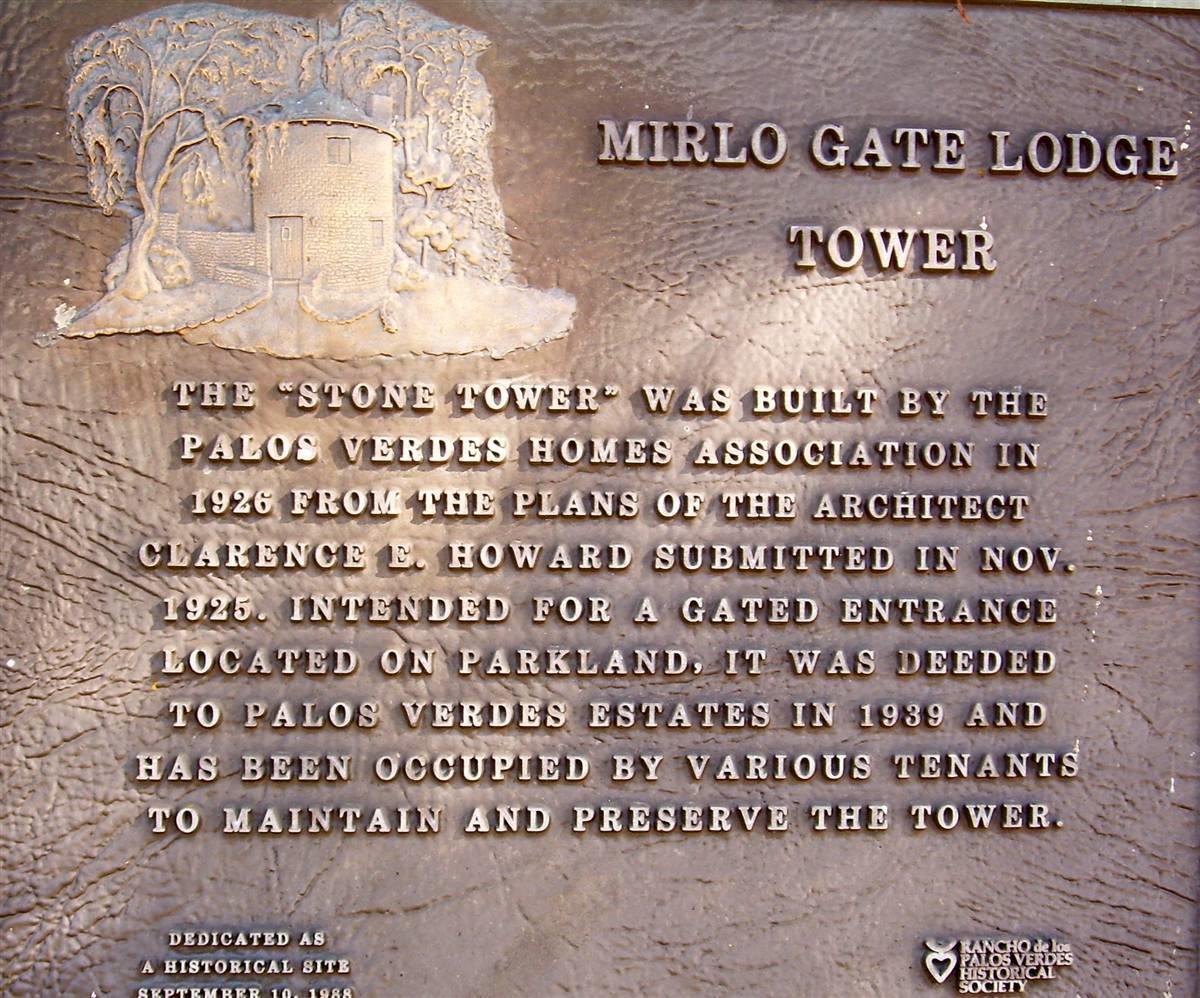 MIRLO GATE LODGE
TOWER
THE “STONE TOWER” WAS BUILT BY THE
PALOS VERDES HOMES ASSOCIATION IN
1926 FROM THE PLANS OF THE ARCHITECT
CLARENCE E. HOWARD SUBMITTED IN NOV.
1925. INTENDED FOR A GATED ENTRANCE
LOCATED ON PARKLAND, IT WAS DEEDED
TO PALOS VERDES ESTATES IN 1939 AND
HAS BEEN OCCUPIED BY VARIOUS TENANTS
TO MAINTAIN AND PRESERVE THE TOWER.
DEDICATED AS
A HISTORICAL SITE
SEPTEMBER 10, 1988
RANCHO de los
PALOS VERDES
HISTORICAL
SOCIETY